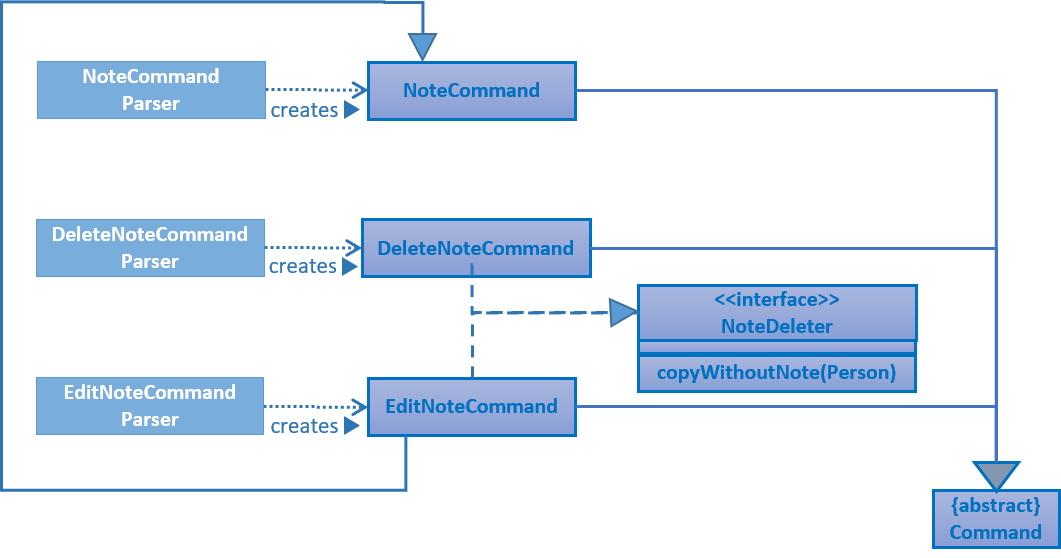 NoteCommand
Parser
creates
NoteCommand
DeleteNoteCommand
Parser
creates
DeleteNoteCommand
<<interface>>
NoteDeleter
copyWithoutNote(Person)
EditNoteCommand
Parser
creates
EditNoteCommand
{abstract}
Command